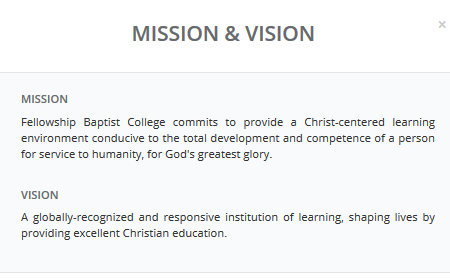 ×
MISSION & VISION
MISSION
Fellowship Baptist College commits to provide a Christ-centered learning
environment conducive to the total development and competence of a person
for service to humanity, for God's greatest glory.
VISION
A globally-recognized and responsive institution of learning, shaping lives by
providing excellent Christian education.